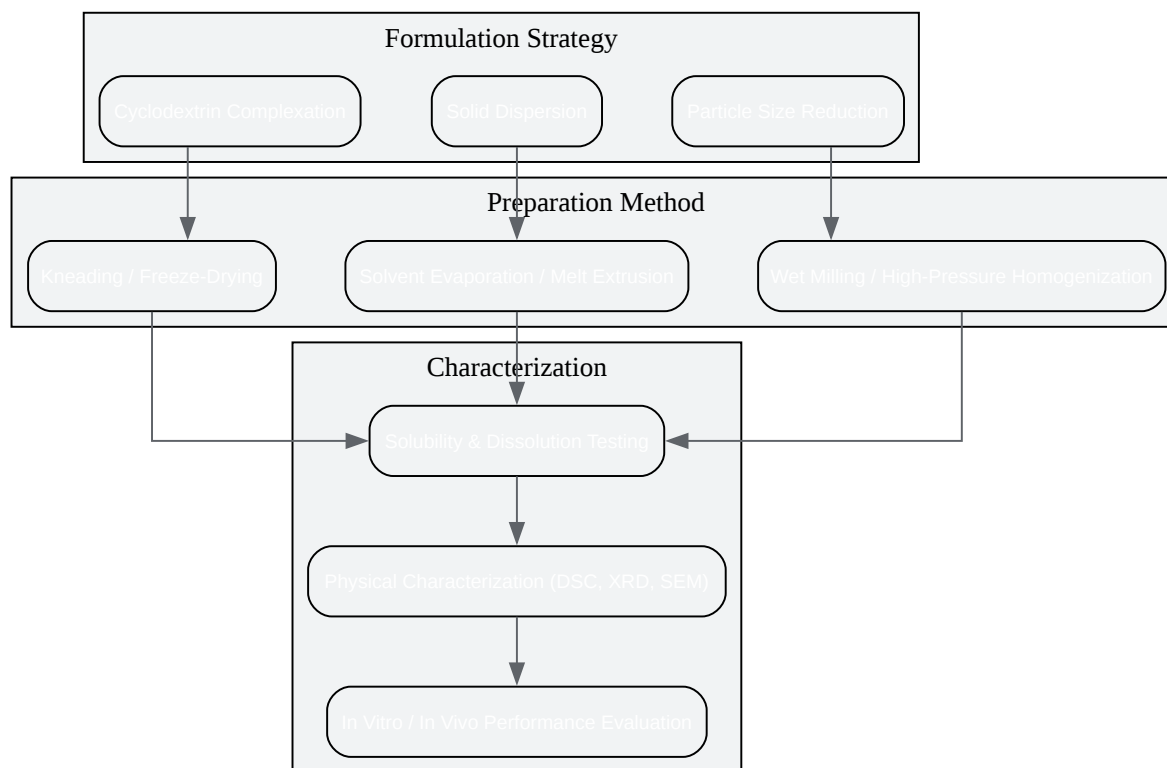 Formulation Strategy
Cyclodextrin Complexation
Solid Dispersion
Particle Size Reduction
Preparation Method
Kneading / Freeze-Drying
Solvent Evaporation / Melt Extrusion
Wet Milling / High-Pressure Homogenization
Characterization
Solubility & Dissolution Testing
Physical Characterization (DSC, XRD, SEM)
In Vitro / In Vivo Performance Evaluation